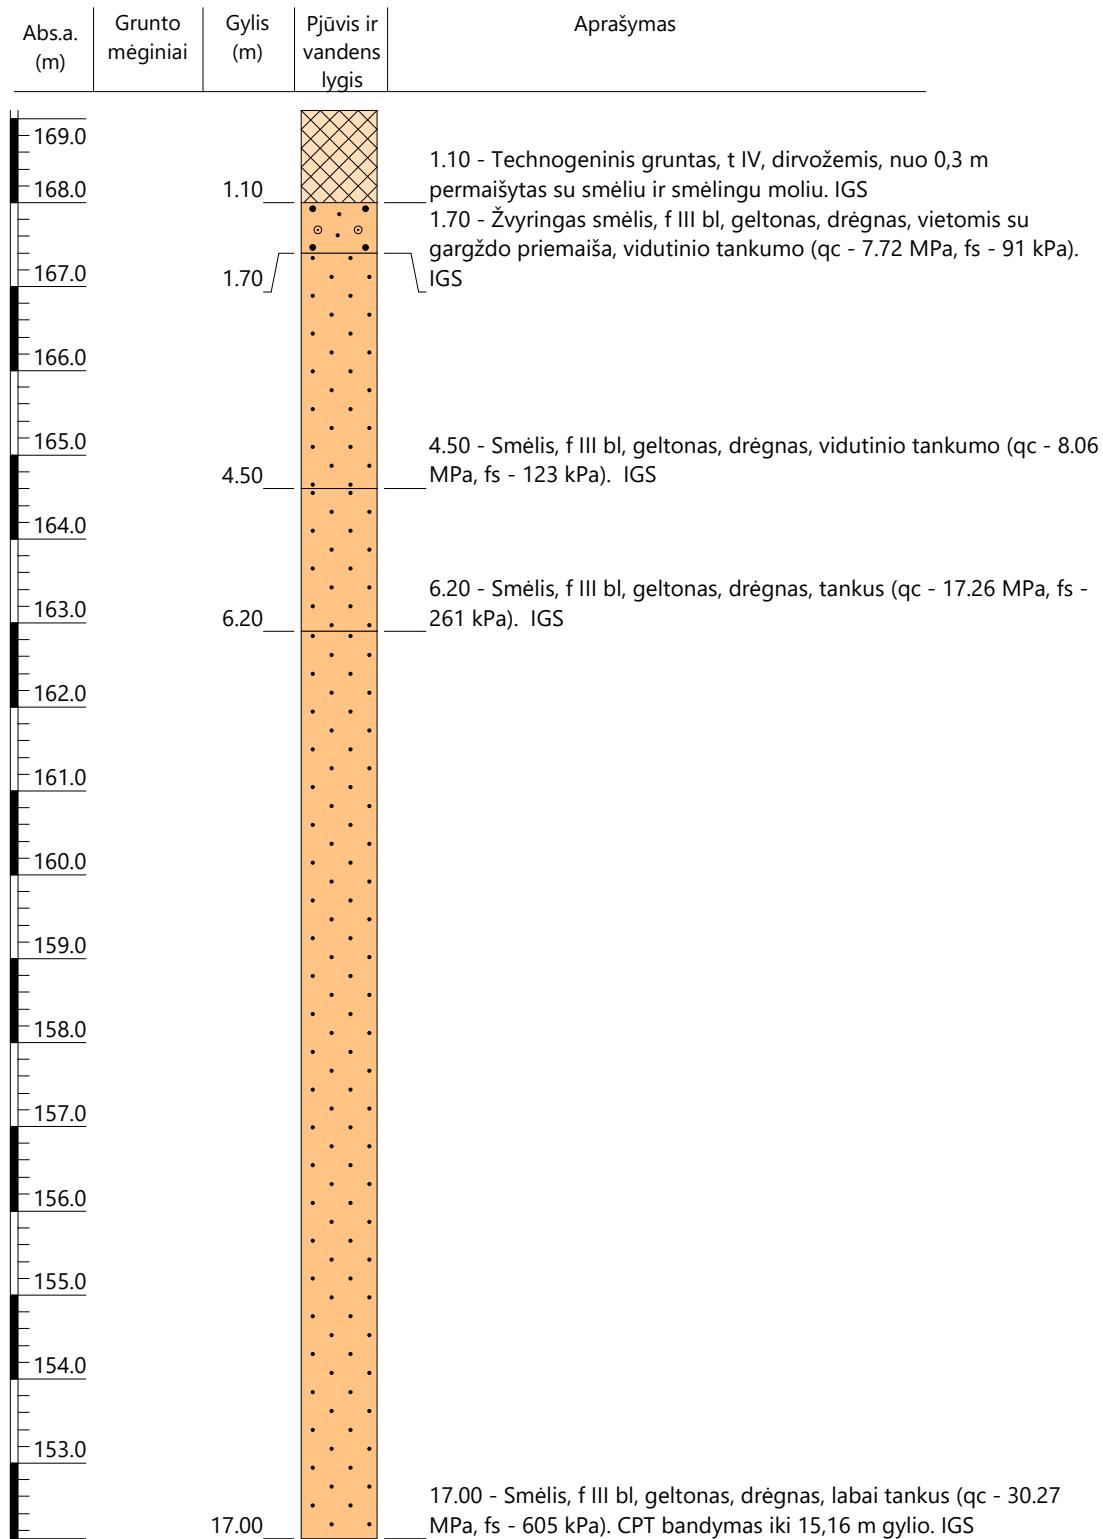 Abs.a.
(m)
Grunto
mėginiai
Gylis
(m)
Pjūvis ir
vandens
lygis
Aprašymas
169.0
1.10 - Technogeninis gruntas, t IV, dirvožemis, nuo 0,3 m
168.0
1.10
permaišytas su smėliu ir smėlingu moliu. IGS
1.70 - Žvyringas smėlis, f III bl, geltonas, drėgnas, vietomis su
gargždo priemaiša, vidutinio tankumo (qc - 7.72 MPa, fs - 91 kPa).
167.0
1.70
IGS
166.0
165.0
4.50 - Smėlis, f III bl, geltonas, drėgnas, vidutinio tankumo (qc - 8.06
4.50
MPa, fs - 123 kPa).  IGS
164.0
6.20 - Smėlis, f III bl, geltonas, drėgnas, tankus (qc - 17.26 MPa, fs -
163.0
6.20
261 kPa).  IGS
162.0
161.0
160.0
159.0
158.0
157.0
156.0
155.0
154.0
153.0
17.00 - Smėlis, f III bl, geltonas, drėgnas, labai tankus (qc - 30.27
17.00
MPa, fs - 605 kPa). CPT bandymas iki 15,16 m gylio. IGS